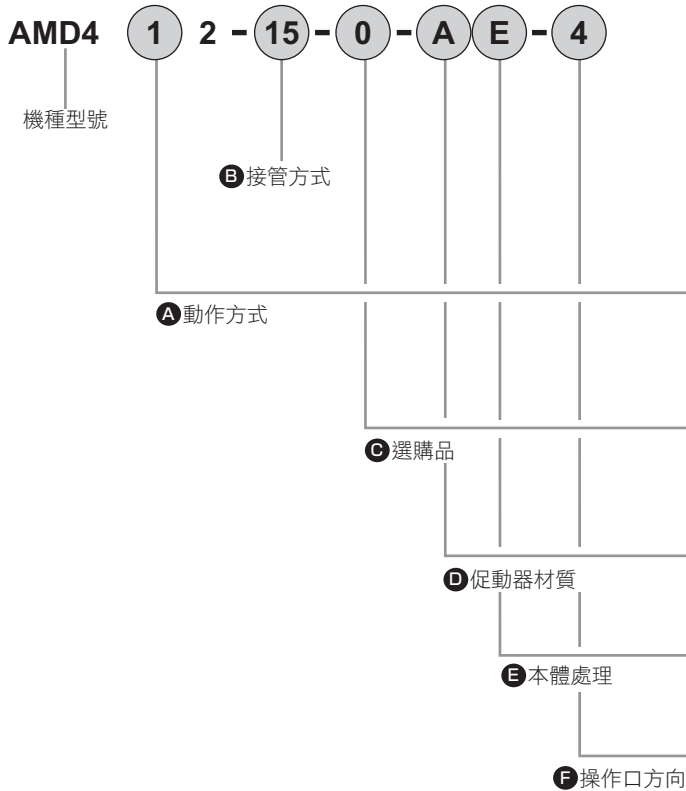 AMD4 1 2 - 15 - 0 - A E - 4
機種型號
B 接管方式
A 動作方式
C 選購品
D 促動器材質
E 本體處理
F 操作口方向